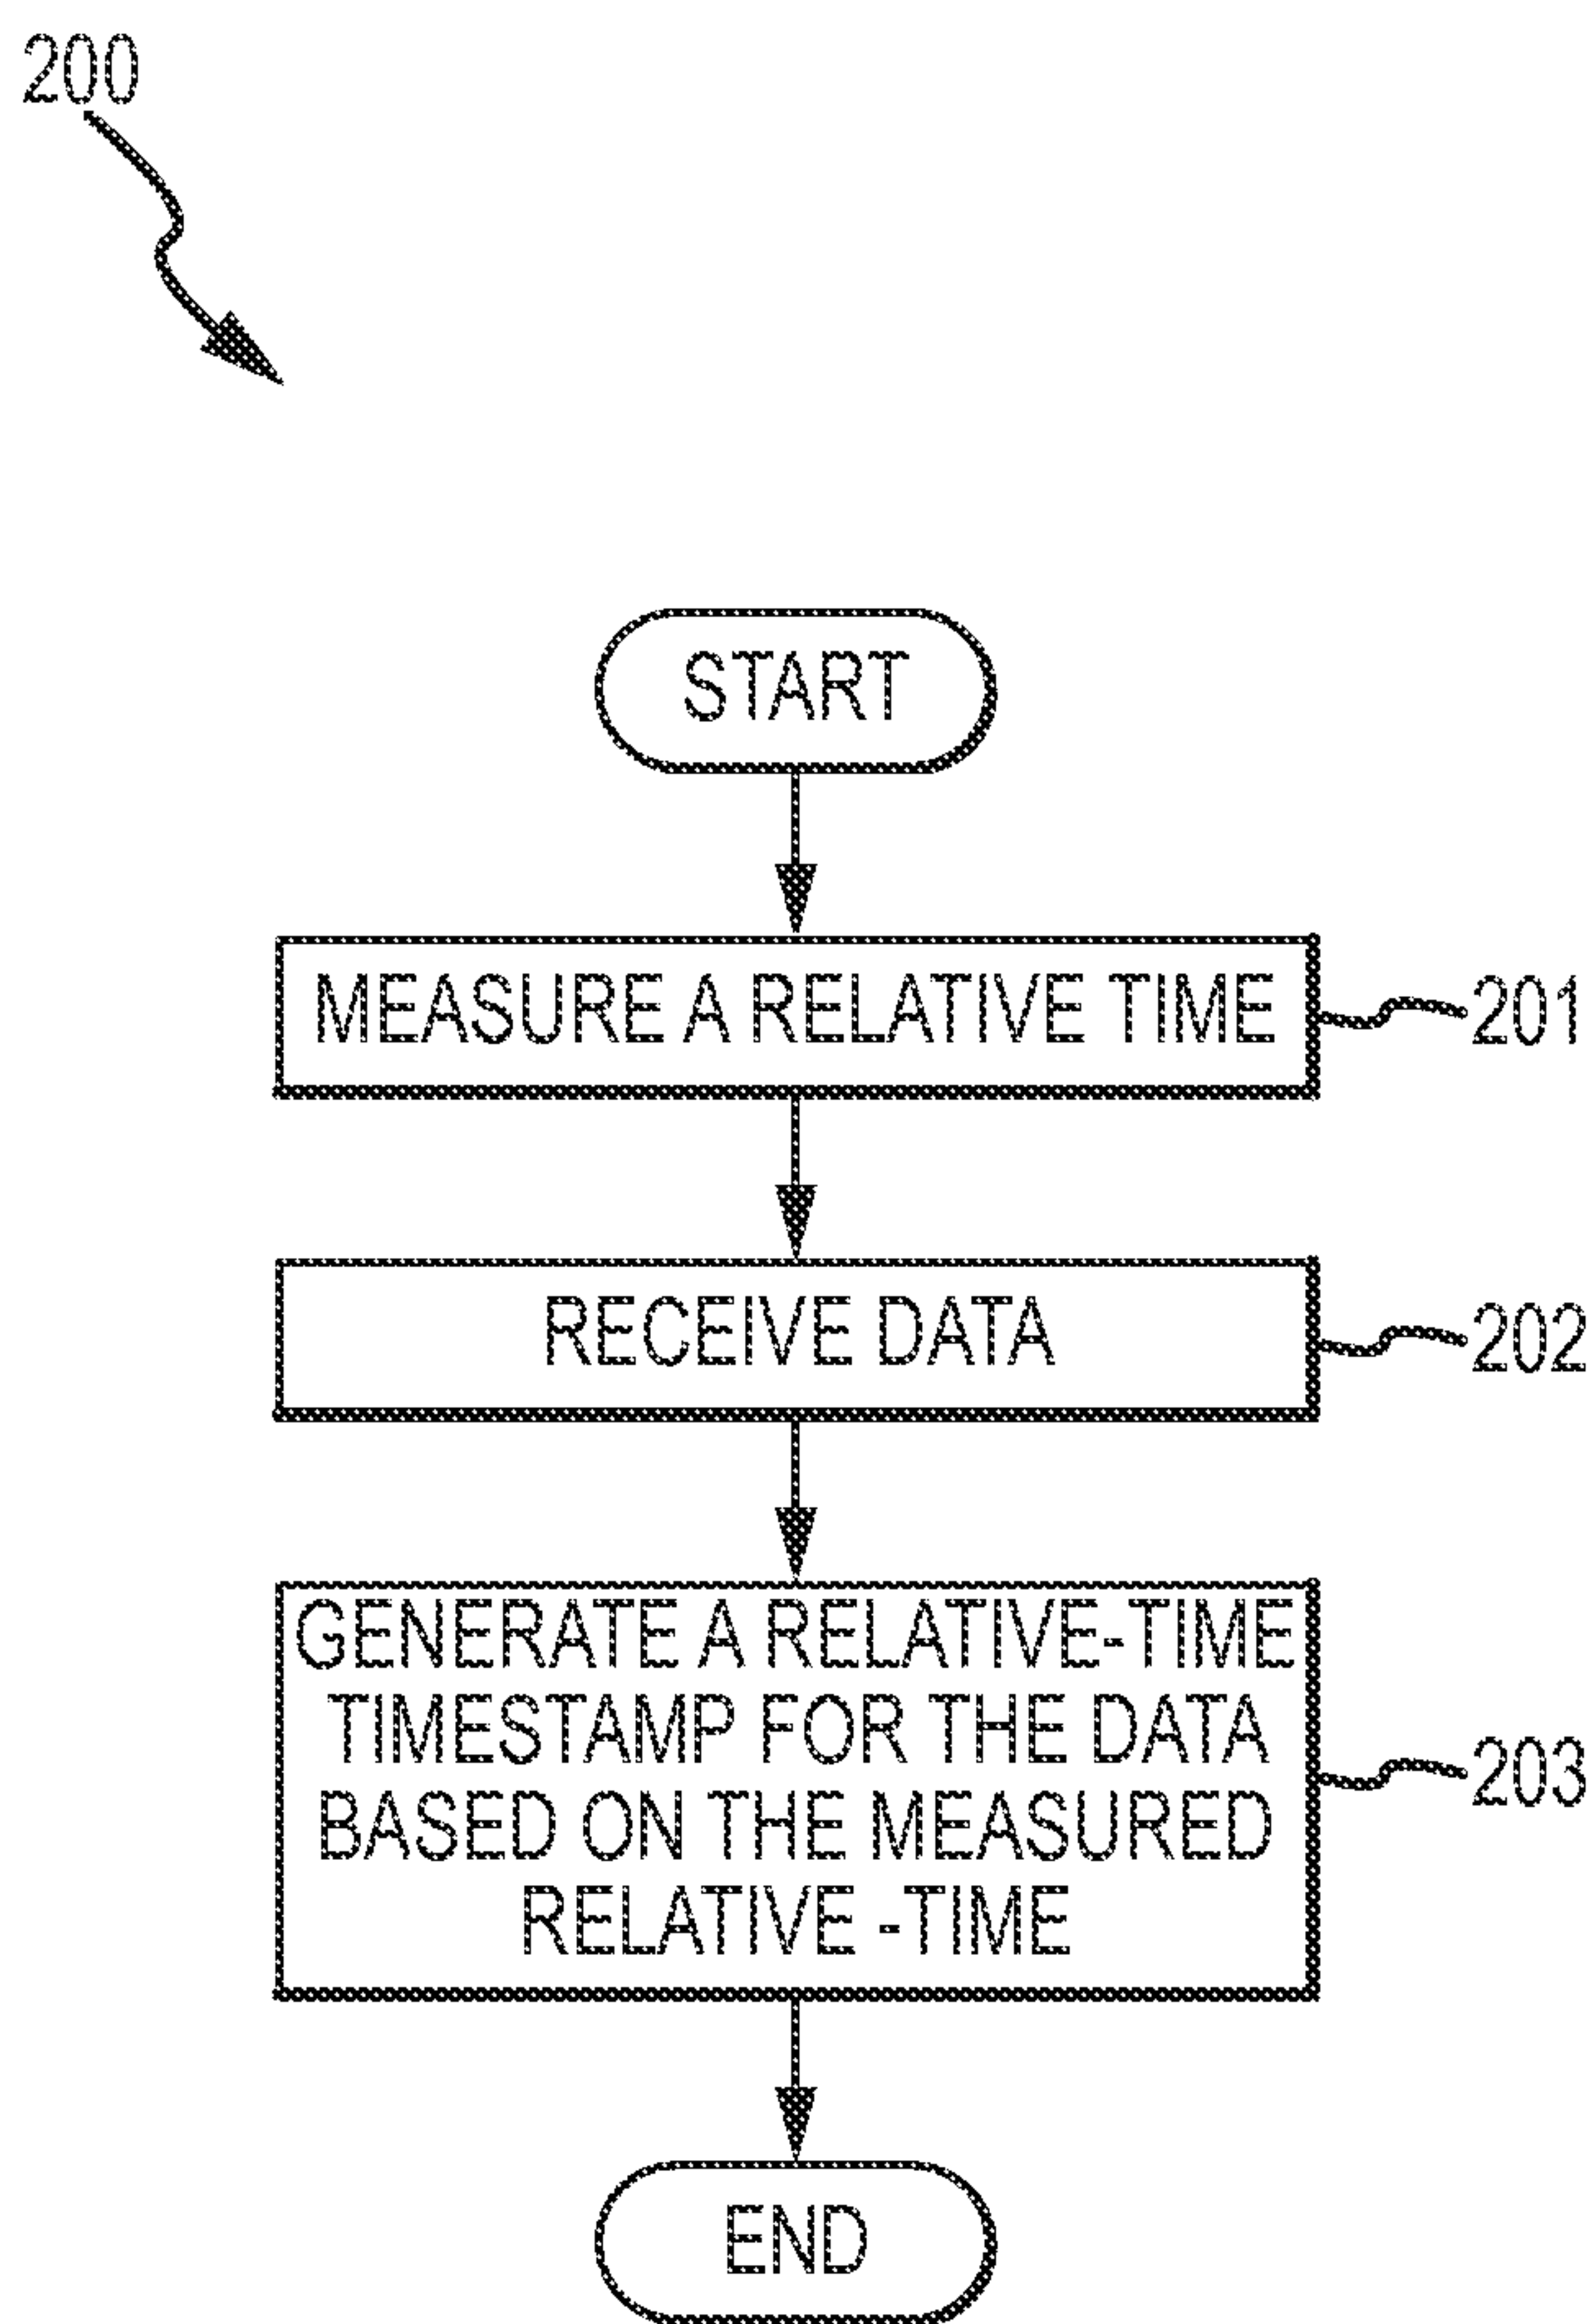 200
START
MEASURE A RELATIVE TIME
201
RECEIVE DATA
202
GENERATE A RELATIVE-TIME
TIMESTAMP FOR THE DATA
BASED ON THE MEASURED
RELATIVE -TIME
203
END